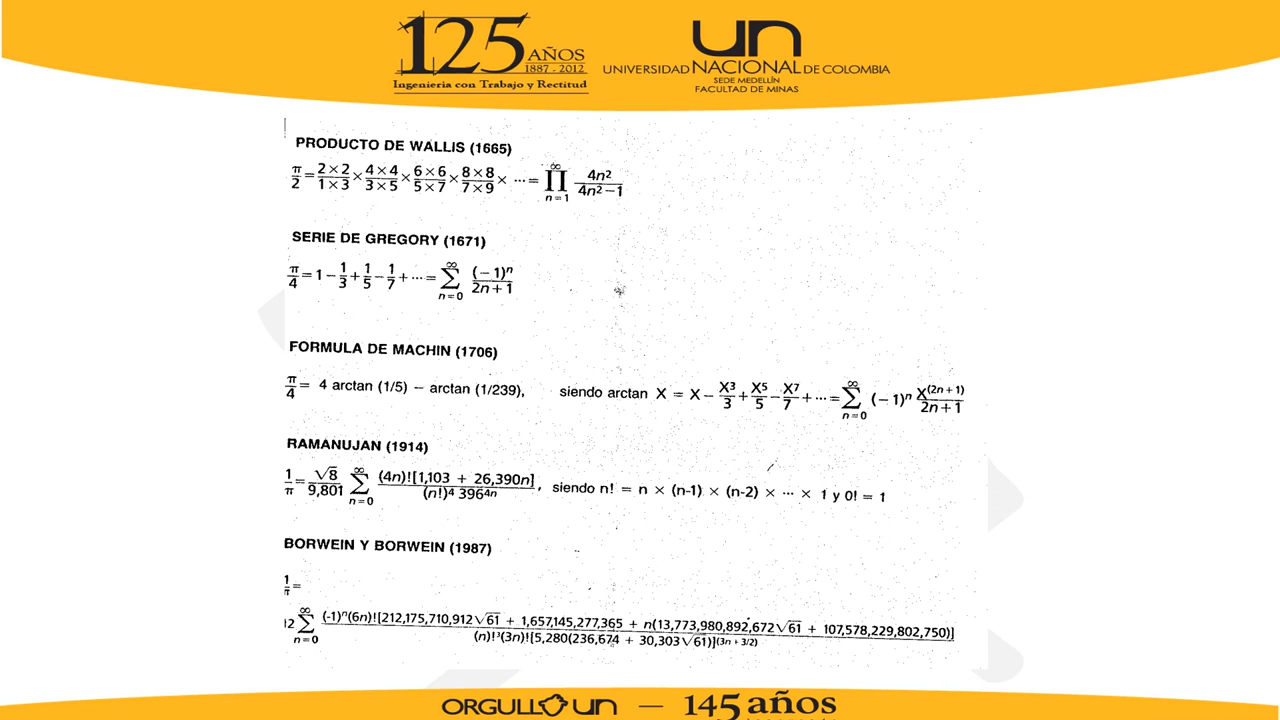 125 AÑOS
1887 - 2012
Ingeniería con Trabajo y Rectitud
un
UNIVERSIDAD NACIONAL DE COLOMBIA
SEDE MEDELLÍN
FACULTAD DE MINAS
PRODUCTO DE WALLIS (1665)
π/2 = (2×2)/(1×3) × (4×4)/(3×5) × (6×6)/(5×7) × (8×8)/(7×9) × ··· = ∏_{n=1}^{∞} 4n²/(4n²−1)
SERIE DE GREGORY (1671)
π/4 = 1 − 1/3 + 1/5 − 1/7 + ··· = ∑_{n=0}^{∞} (−1)ⁿ/(2n+1)
FORMULA DE MACHIN (1706)
π/4 = 4 arctan (1/5) − arctan (1/239), siendo arctan X = X − X³/3 + X⁵/5 − X⁷/7 + ··· = ∑_{n=0}^{∞} (−1)ⁿ X^(2n+1)/(2n+1)
RAMANUJAN (1914)
1/π = √8/9,801 ∑_{n=0}^{∞} (4n)![1,103 + 26,390n]/((n!)⁴ 396⁴ⁿ), siendo n! = n × (n-1) × (n-2) × ··· × 1 y 0! = 1
BORWEIN Y BORWEIN (1987)
1/π =
12 ∑_{n=0}^{∞} (-1)ⁿ(6n)![212,175,710,912√61 + 1,657,145,277,365 + n(13,773,980,892,672√61 + 107,578,229,802,750)]/((n)!³(3n)![5,280(236,674 + 30,303√61)]^(3n + 3/2))
ORGULLO un — 145 años